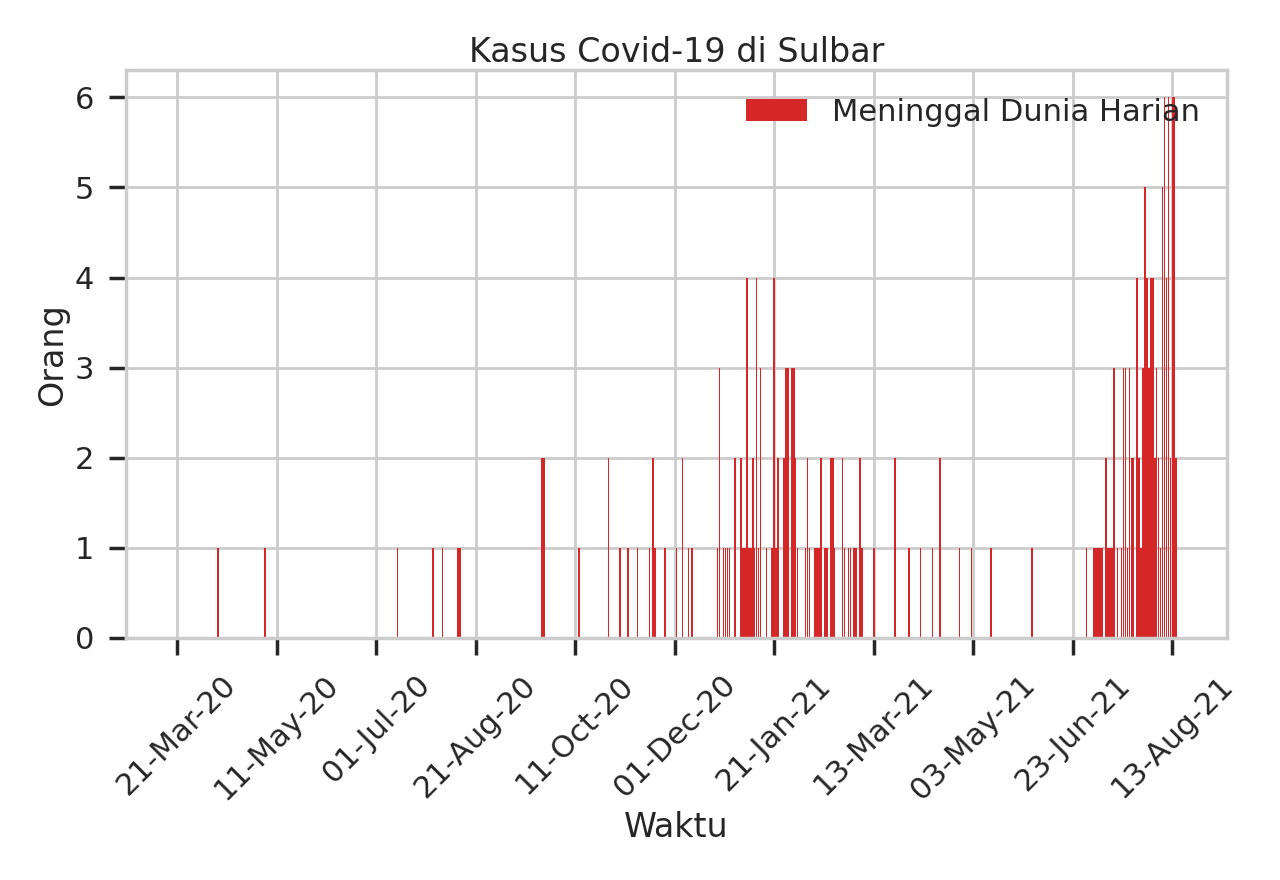 Kasus Covid-19 di Sulbar
Meninggal Dunia Harian
6
5
4
3
2
1
0
Orang
21-Mar-20
11-May-20
01-Jul-20
21-Aug-20
11-Oct-20
01-Dec-20
21-Jan-21
13-Mar-21
03-May-21
23-Jun-21
13-Aug-21
Waktu